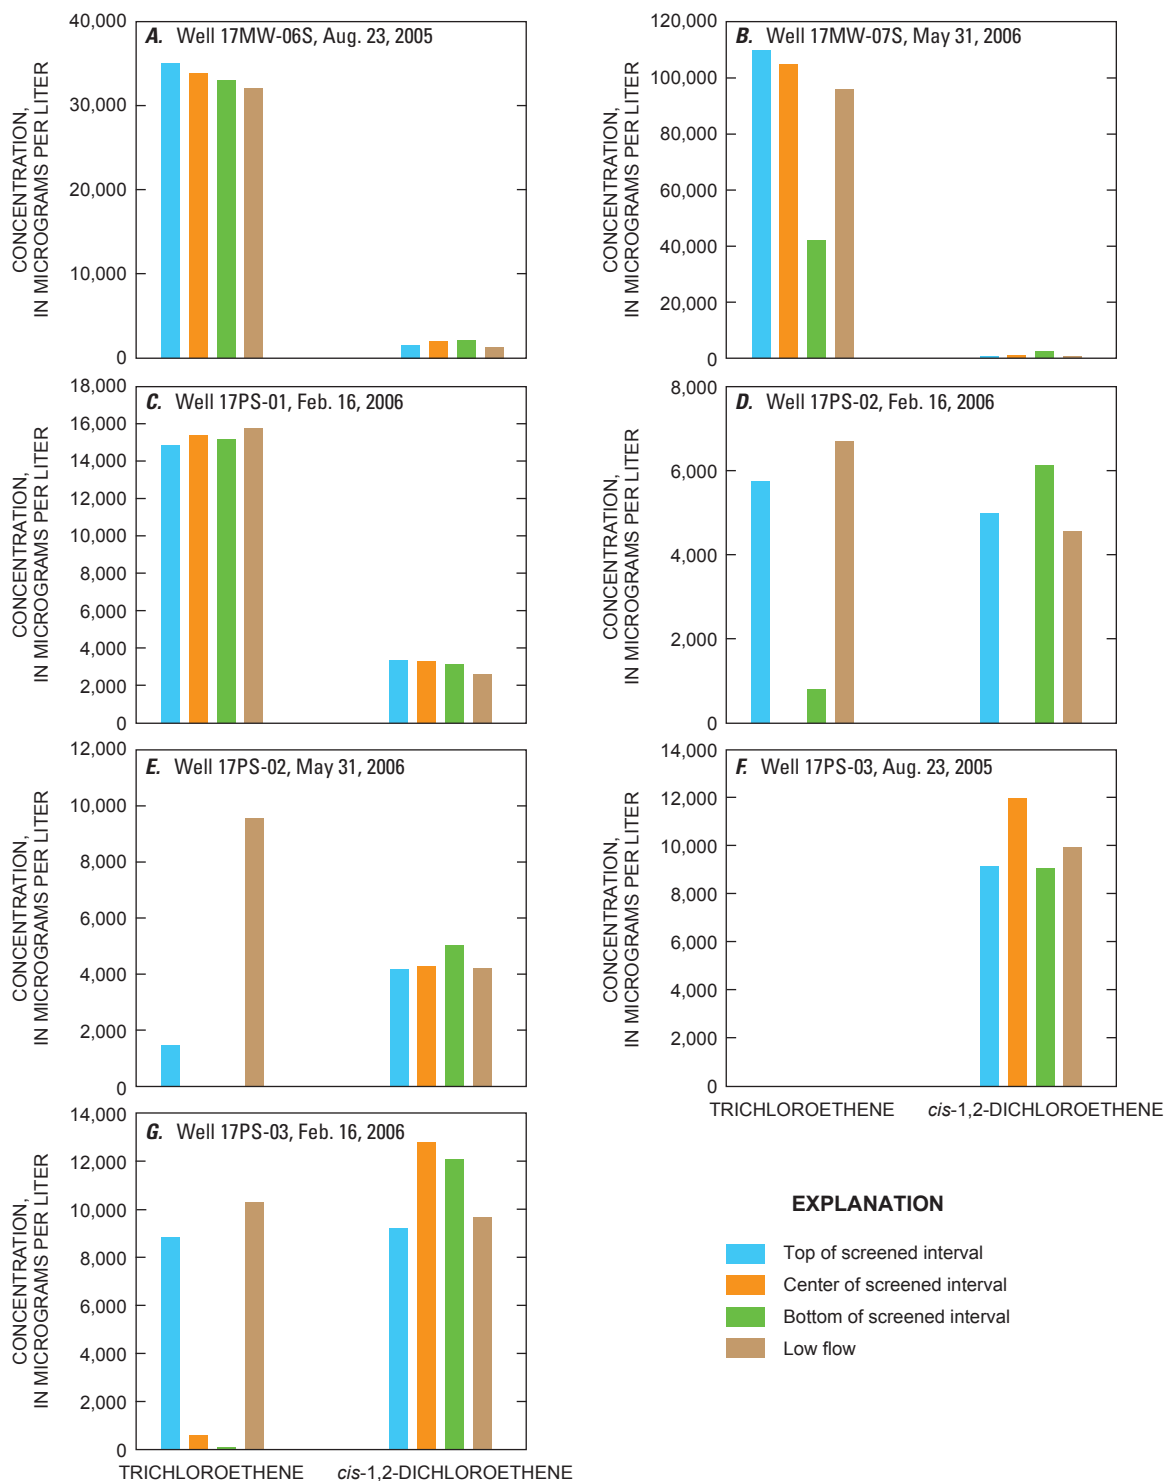 CONCENTRATION,
IN MICROGRAMS PER LITER
40,000
30,000
20,000
10,000
0
A. Well 17MW-06S, Aug. 23, 2005
CONCENTRATION,
IN MICROGRAMS PER LITER
120,000
100,000
80,000
60,000
40,000
20,000
0
B. Well 17MW-07S, May 31, 2006
CONCENTRATION,
IN MICROGRAMS PER LITER
18,000
16,000
14,000
12,000
10,000
8,000
6,000
4,000
2,000
0
C. Well 17PS-01, Feb. 16, 2006
CONCENTRATION,
IN MICROGRAMS PER LITER
8,000
6,000
4,000
2,000
0
D. Well 17PS-02, Feb. 16, 2006
CONCENTRATION,
IN MICROGRAMS PER LITER
12,000
10,000
8,000
6,000
4,000
2,000
0
E. Well 17PS-02, May 31, 2006
CONCENTRATION,
IN MICROGRAMS PER LITER
14,000
12,000
10,000
8,000
6,000
4,000
2,000
0
F. Well 17PS-03, Aug. 23, 2005
TRICHLOROETHENE
cis-1,2-DICHLOROETHENE
CONCENTRATION,
IN MICROGRAMS PER LITER
14,000
12,000
10,000
8,000
6,000
4,000
2,000
0
G. Well 17PS-03, Feb. 16, 2006
TRICHLOROETHENE
cis-1,2-DICHLOROETHENE
EXPLANATION
Top of screened interval
Center of screened interval
Bottom of screened interval
Low flow